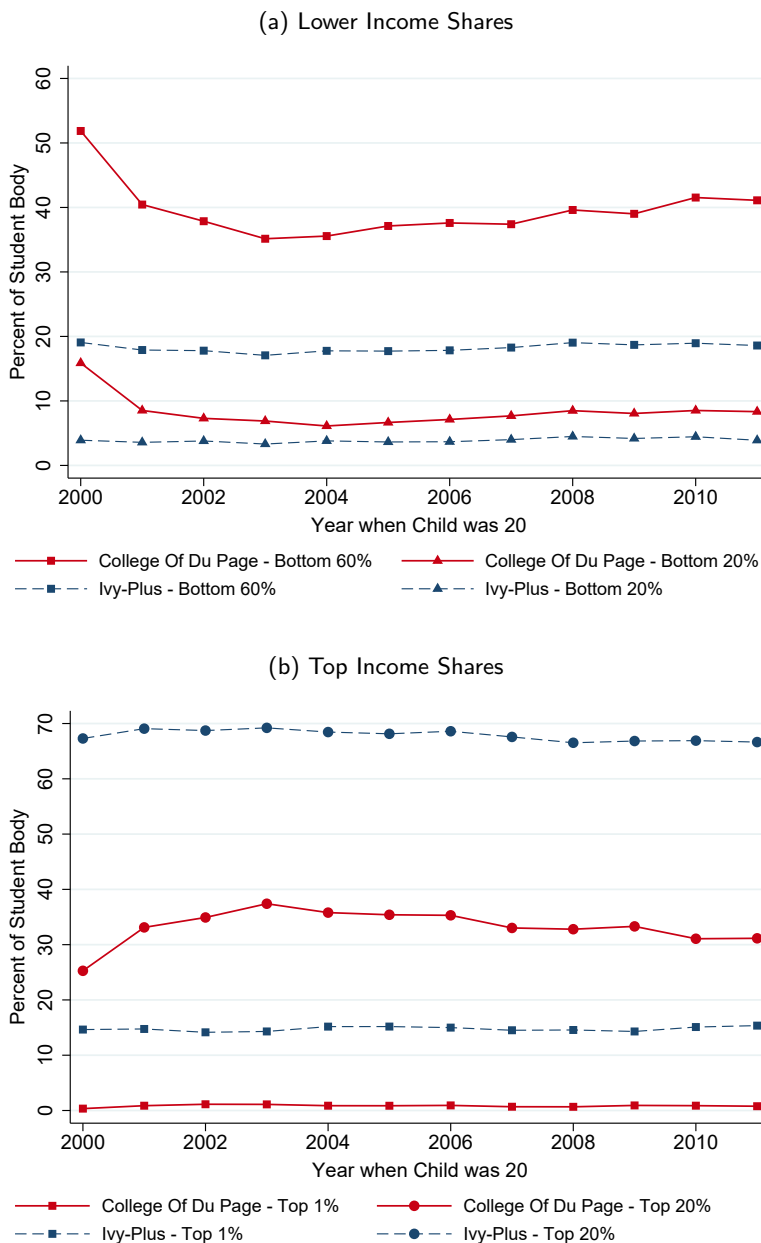 (a) Lower Income Shares
60
50
40
30
20
10
0
Percent of Student Body
2000 2002 2004 2006 2008 2010
Year when Child was 20
College Of Du Page - Bottom 60% College Of Du Page - Bottom 20%
Ivy-Plus - Bottom 60% Ivy-Plus - Bottom 20%
(b) Top Income Shares
70
60
50
40
30
20
10
0
Percent of Student Body
2000 2002 2004 2006 2008 2010
Year when Child was 20
College Of Du Page - Top 1% College Of Du Page - Top 20%
Ivy-Plus - Top 1% Ivy-Plus - Top 20%